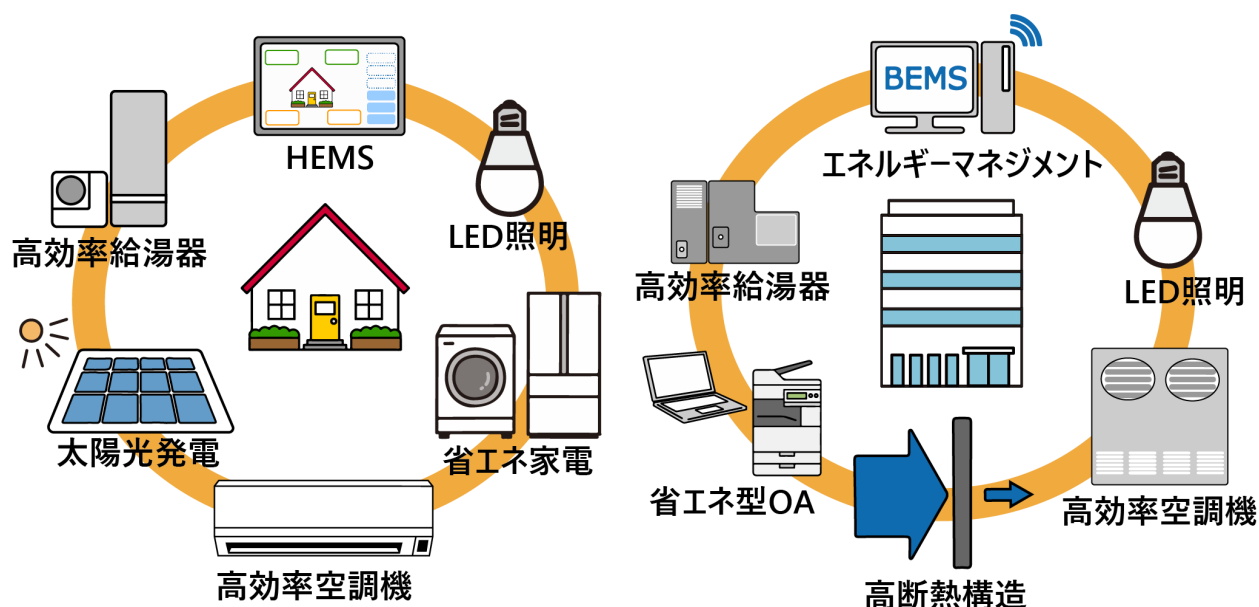 HEMS
LED照明
高効率給湯器
太陽光発電
省エネ家電
高効率空調機
BEMS
エネルギーマネジメント
高効率給湯器
LED照明
省エネ型OA
高効率空調機
高断熱構造